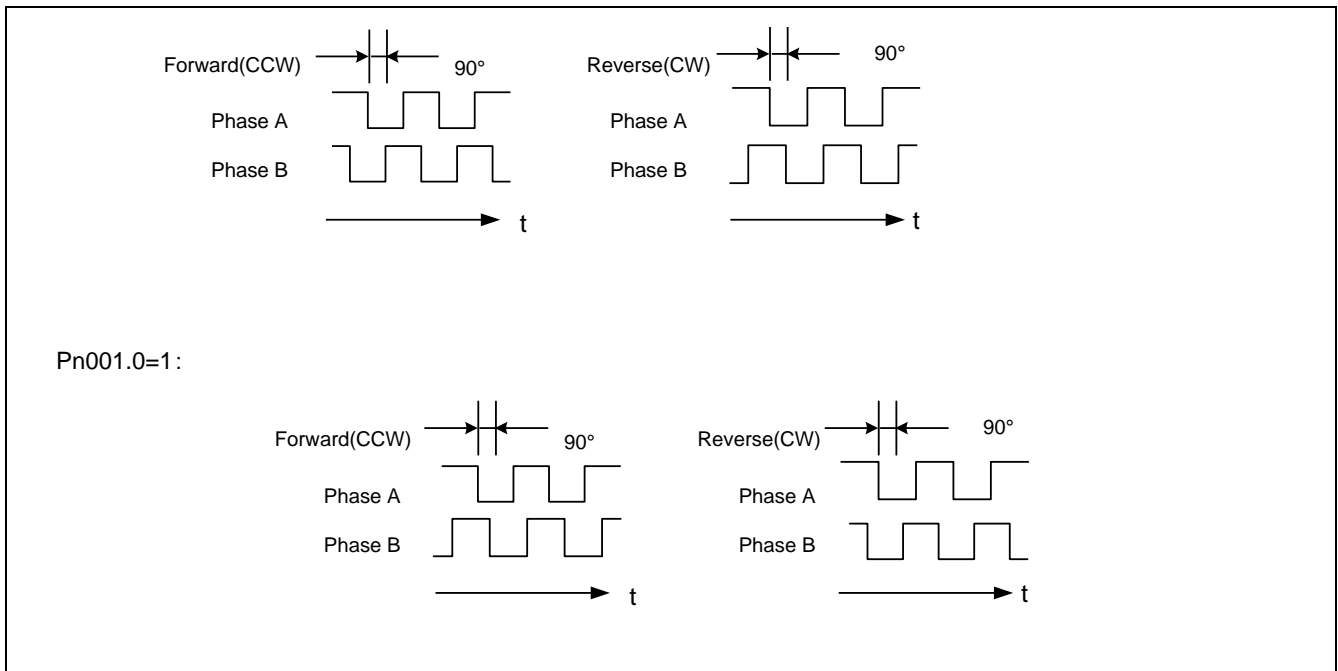 Forward(CCW) 90°
Phase A
Phase B
t
Reverse(CW) 90°
Phase A
Phase B
t
Pn001.0=1:
Forward(CCW) 90°
Phase A
Phase B
t
Reverse(CW) 90°
Phase A
Phase B
t